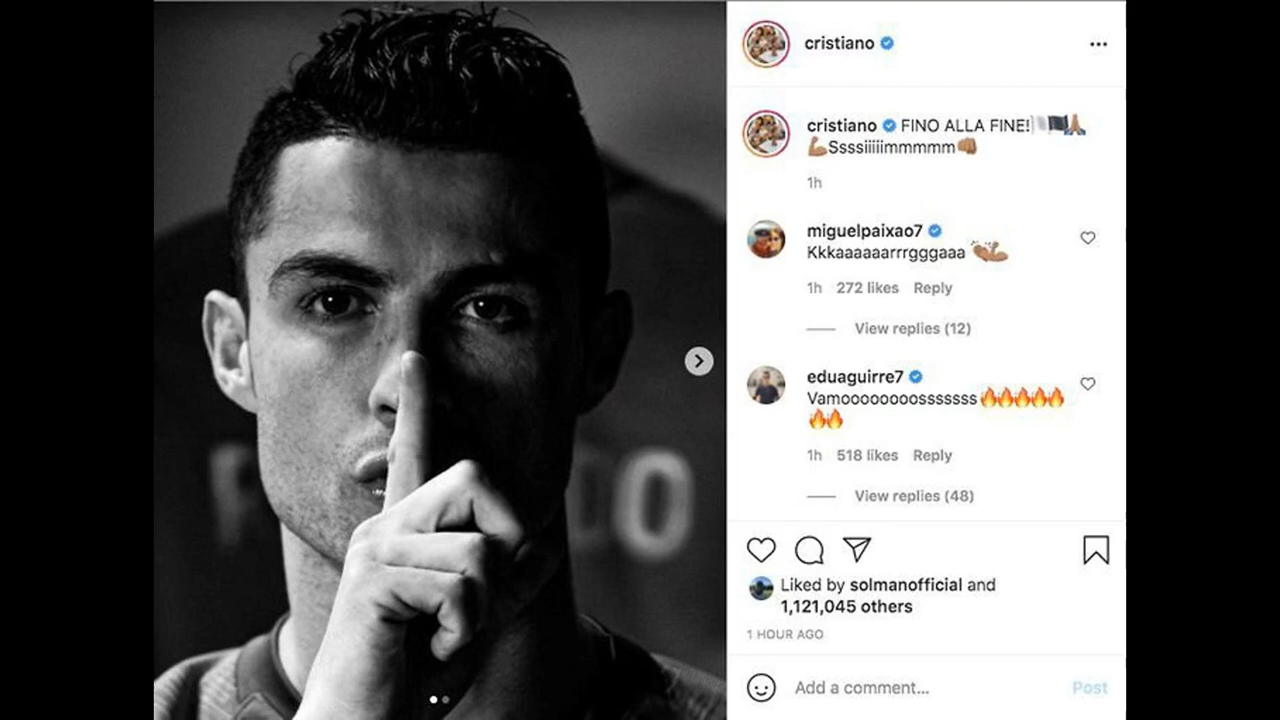 cristiano
cristiano FINO ALLA FINE!🏳️🏴🙏🏽
💪🏽Ssssiiiiimmmmm👊🏽
1h
miguelpaixao7
Kkkaaaaaarrrgggaaa 💪🏽
1h 272 likes Reply
View replies (12)
eduaguirre7
Vamoooooooosssssss🔥🔥🔥🔥🔥
🔥🔥
1h 518 likes Reply
View replies (48)
Liked by solmanofficial and
1,121,045 others
1 HOUR AGO
Add a comment... Post
O